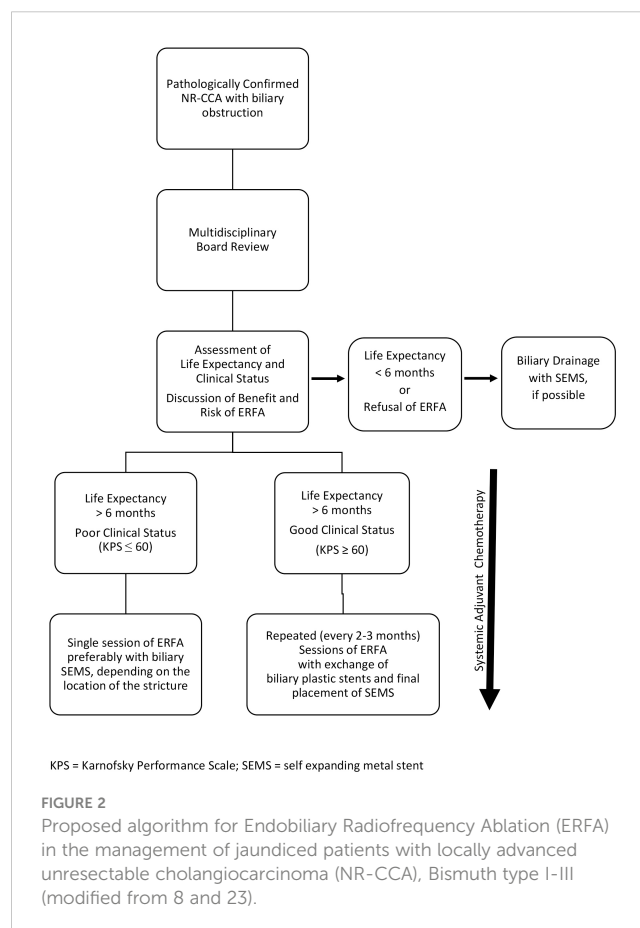 Pathologically Confirmed
NR-CCA with biliary
obstruction
Multidisciplinary
Board Review
Assessment of
Life Expectancy and
Clinical Status
Discussion of Benefit and
Risk of ERFA
Life Expectancy
< 6 months
or
Refusal of ERFA
Biliary Drainage
with SEMS,
if possible
Life Expectancy
> 6 months
Poor Clinical Status
(KPS ≤ 60)
Life Expectancy
> 6 months
Good Clinical Status
(KPS ≥ 60)
Systemic Adjuvant Chemotherapy
Single session of ERFA
preferably with biliary
SEMS, depending on the
location of the stricture
Repeated (every 2-3 months)
Sessions of ERFA
with exchange of
biliary plastic stents and final
placement of SEMS
KPS = Karnofsky Performance Scale; SEMS = self expanding metal stent
FIGURE 2
Proposed algorithm for Endobiliary Radiofrequency Ablation (ERFA)
in the management of jaundiced patients with locally advanced
unresectable cholangiocarcinoma (NR-CCA), Bismuth type I-III
(modified from 8 and 23).